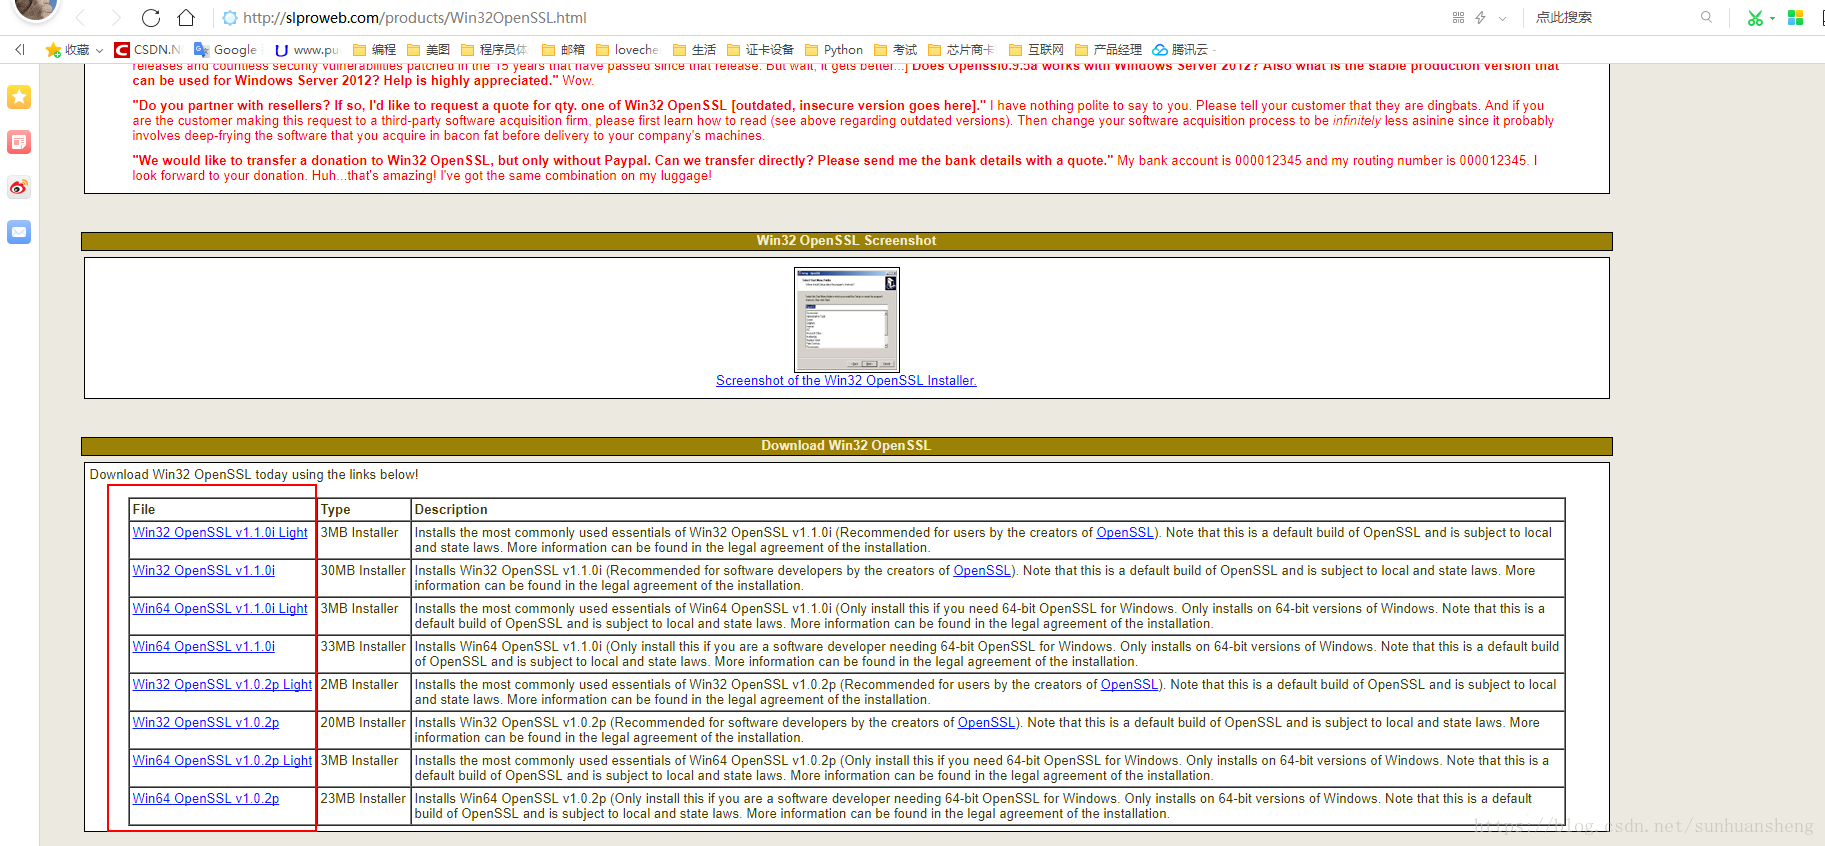 http://slproweb.com/products/Win32OpenSSL.html
点此搜索
收藏 CSDN.N Google www.pu 编程 美图 程序员体 邮箱 loveche 生活 证卡设备 Python 考试 芯片商卡 互联网 产品经理 腾讯云
releases and countless security vulnerabilities patched in the 15 years that have passed since that release. But wait, it gets better...] Does Openssl0.9.5a works with Windows Server 2012? Also what is the stable production version that
can be used for Windows Server 2012? Help is highly appreciated." Wow.
"Do you partner with resellers? If so, I'd like to request a quote for qty. one of Win32 OpenSSL [outdated, insecure version goes here]." I have nothing polite to say to you. Please tell your customer that they are dingbats. And if you
are the customer making this request to a third-party software acquisition firm, please first learn how to read (see above regarding outdated versions). Then change your software acquisition process to be infinitely less asinine since it probably
involves deep-frying the software that you acquire in bacon fat before delivery to your company's machines.
"We would like to transfer a donation to Win32 OpenSSL, but only without Paypal. Can we transfer directly? Please send me the bank details with a quote." My bank account is 000012345 and my routing number is 000012345. I
look forward to your donation. Huh...that's amazing! I've got the same combination on my luggage!
Win32 OpenSSL Screenshot
Screenshot of the Win32 OpenSSL Installer.
Download Win32 OpenSSL
Download Win32 OpenSSL today using the links below!
File Type Description
Win32 OpenSSL v1.1.0i Light 3MB Installer Installs the most commonly used essentials of Win32 OpenSSL v1.1.0i (Recommended for users by the creators of OpenSSL). Note that this is a default build of OpenSSL and is subject to local
and state laws. More information can be found in the legal agreement of the installation.
Win32 OpenSSL v1.1.0i 30MB Installer Installs Win32 OpenSSL v1.1.0i (Recommended for software developers by the creators of OpenSSL). Note that this is a default build of OpenSSL and is subject to local and state laws. More
information can be found in the legal agreement of the installation.
Win64 OpenSSL v1.1.0i Light 3MB Installer Installs the most commonly used essentials of Win64 OpenSSL v1.1.0i (Only install this if you need 64-bit OpenSSL for Windows. Only installs on 64-bit versions of Windows. Note that this is a
default build of OpenSSL and is subject to local and state laws. More information can be found in the legal agreement of the installation.
Win64 OpenSSL v1.1.0i 33MB Installer Installs Win64 OpenSSL v1.1.0i (Only install this if you are a software developer needing 64-bit OpenSSL for Windows. Only installs on 64-bit versions of Windows. Note that this is a default build
of OpenSSL and is subject to local and state laws. More information can be found in the legal agreement of the installation.
Win32 OpenSSL v1.0.2p Light 2MB Installer Installs the most commonly used essentials of Win32 OpenSSL v1.0.2p (Recommended for users by the creators of OpenSSL). Note that this is a default build of OpenSSL and is subject to local
and state laws. More information can be found in the legal agreement of the installation.
Win32 OpenSSL v1.0.2p 20MB Installer Installs Win32 OpenSSL v1.0.2p (Recommended for software developers by the creators of OpenSSL). Note that this is a default build of OpenSSL and is subject to local and state laws. More
information can be found in the legal agreement of the installation.
Win64 OpenSSL v1.0.2p Light 3MB Installer Installs the most commonly used essentials of Win64 OpenSSL v1.0.2p (Only install this if you need 64-bit OpenSSL for Windows. Only installs on 64-bit versions of Windows. Note that this is a
default build of OpenSSL and is subject to local and state laws. More information can be found in the legal agreement of the installation.
Win64 OpenSSL v1.0.2p 23MB Installer Installs Win64 OpenSSL v1.0.2p (Only install this if you are a software developer needing 64-bit OpenSSL for Windows. Only installs on 64-bit versions of Windows. Note that this is a default
build of OpenSSL and is subject to local and state laws. More information can be found in the legal agreement of the installation.
https://blog.csdn.net/sunhuansheng